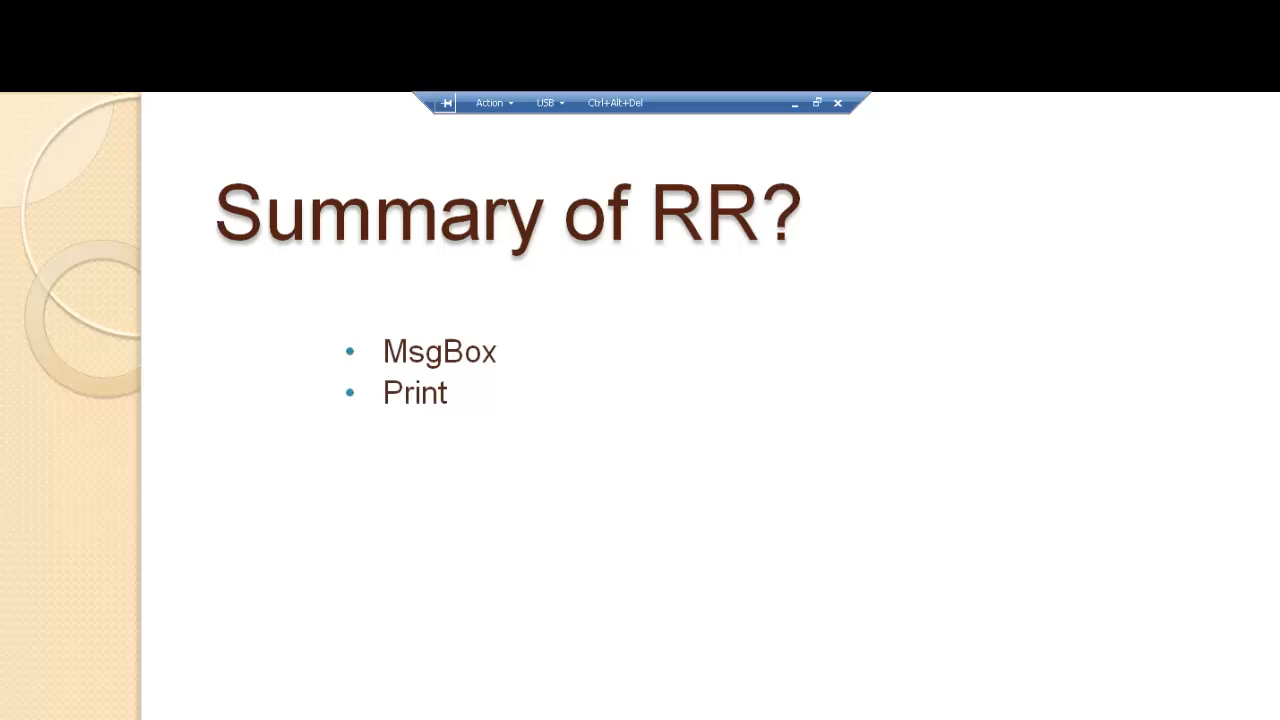 Action USB Ctrl+Alt+Del
Summary of RR?
• MsgBox
• Print